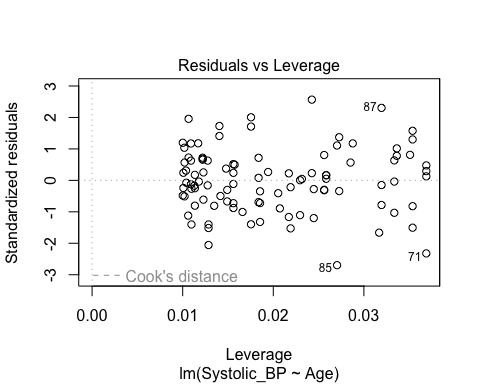 Residuals vs Leverage
Standardized residuals
3
2
1
0
-1
-2
-3
87
85
71
Cook's distance
0.00 0.01 0.02 0.03
Leverage
lm(Systolic_BP ~ Age)